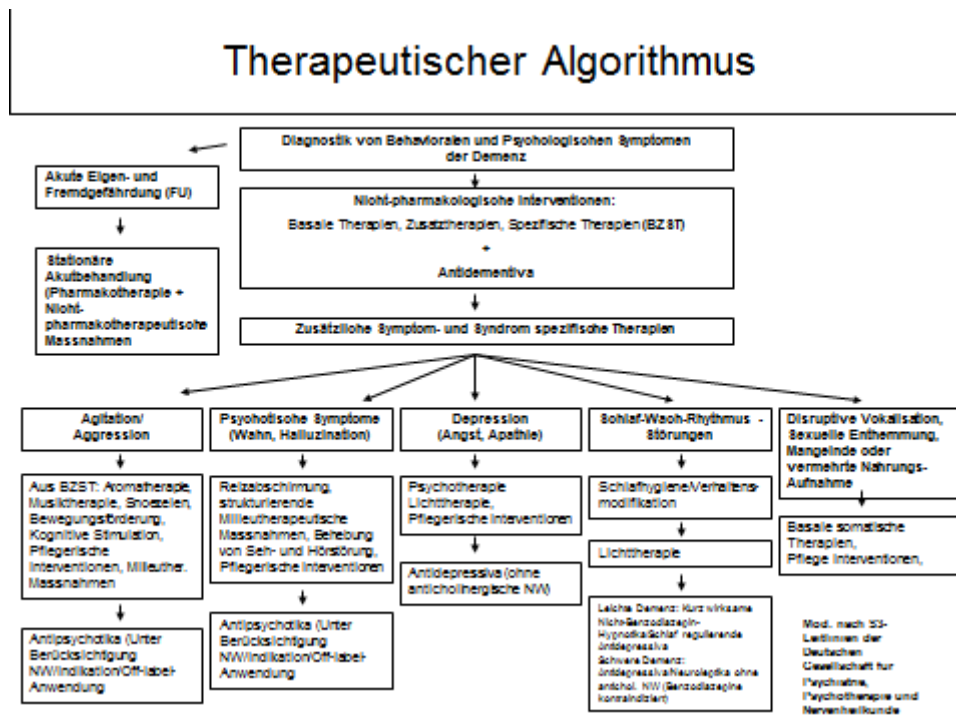 Therapeutischer Algorithmus
Diagnostik von Behavioralen und Psychologischen Symptomen
der Demenz
Akute Eigen- und
Fremdgefährdung (FU)
Nicht-pharmakologische Interventionen:
Basale Therapien, Zusatztherapien, Spezifische Therapien (BZST)
+
Antidementiva
Stationäre
Akutbehandlung
(Pharmakotherapie +
Nicht-
pharmakotherapeutische
Massnahmen
Zusätzliche Symptom- und Syndrom spezifische Therapien
Agitation/
Aggression
Aus BZST: Aromatherapie,
Musiktherapie, Snoezelen,
Bewegungsförderung,
Kognitive Stimulation,
Pflegerische
Interventionen, Milleuther.
Massnahmen
Antipsychotika (Unter
Berücksichtigung
NW/Indikation/Off-label-
Anwendung
Psychotische Symptome
(Wahn, Halluzination)
Reizabschirmung,
strukturierende
Milleutherapeutische
Massnahmen, Behebung
von Seh- und Hörstörung,
Pflegerische Interventionen
Antipsychotika (Unter
Berücksichtigung
NW/Indikation/Off-label-
Anwendung
Depression
(Angst, Apathie)
Psychotherapie
Lichttherapie,
Pflegerische Interventionen
Antidepressiva (ohne
anticholinergische NW)
Schlaf-Wach-Rhythmus -
Störungen
Schlafhygiene/Verhaltens-
modifikation
Lichttherapie
Leichte Demenz: Kurz wirksame
Nicht-Benzodiazepin-
Hypnotika/Schlaf regulierende
Antidepressiva
Schwere Demenz:
Antidepressiva/Neuroleptika ohne
antichol. NW (Benzodiazepine
kontraindiziert)
Disruptive Vokalisation,
Sexuelle Enthemmung,
Mangelnde oder
vermehrte Nahrungs-
Aufnahme
Basale somatische
Therapien,
Pflege Interventionen,
Mod. nach S3-
Leitlinien der
Deutschen
Gesellschaft für
Psychiatrie,
Psychotherapie und
Nervenheilkunde